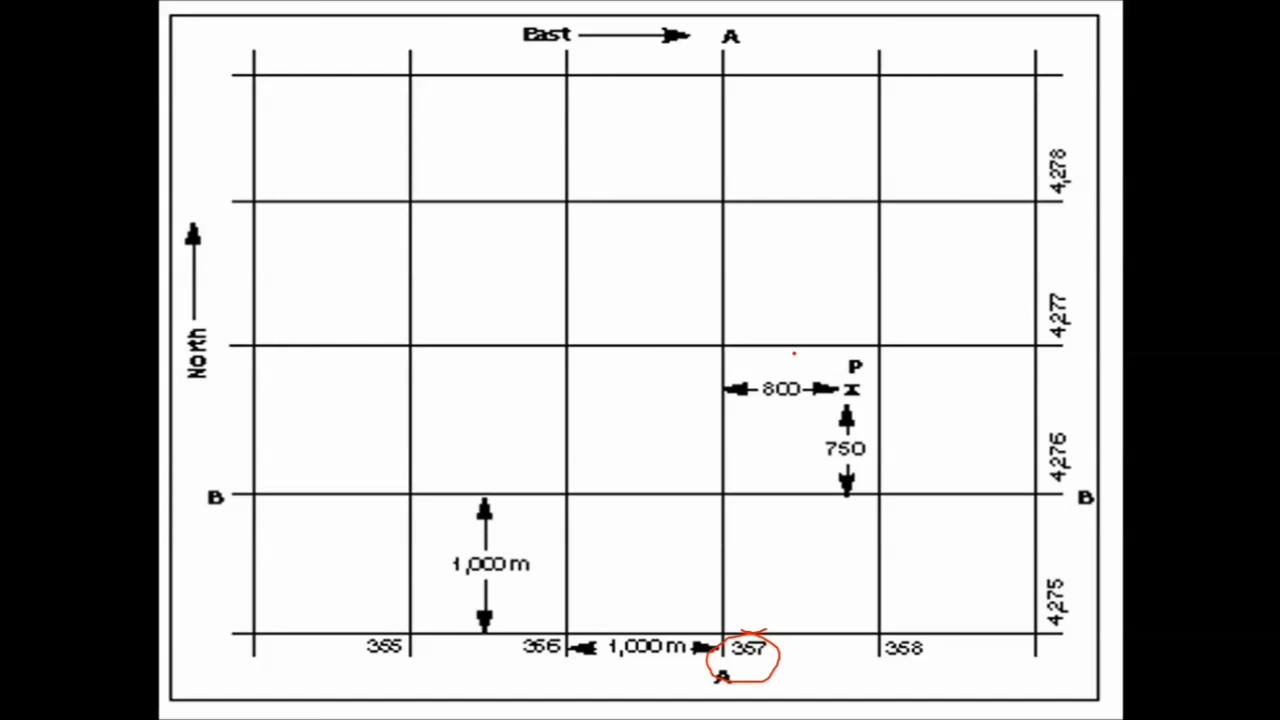 East A
4,278
4,277
North
P
800
750
4,276
B B
1,000 m
4,275
355 356 1,000 m 357 358
A